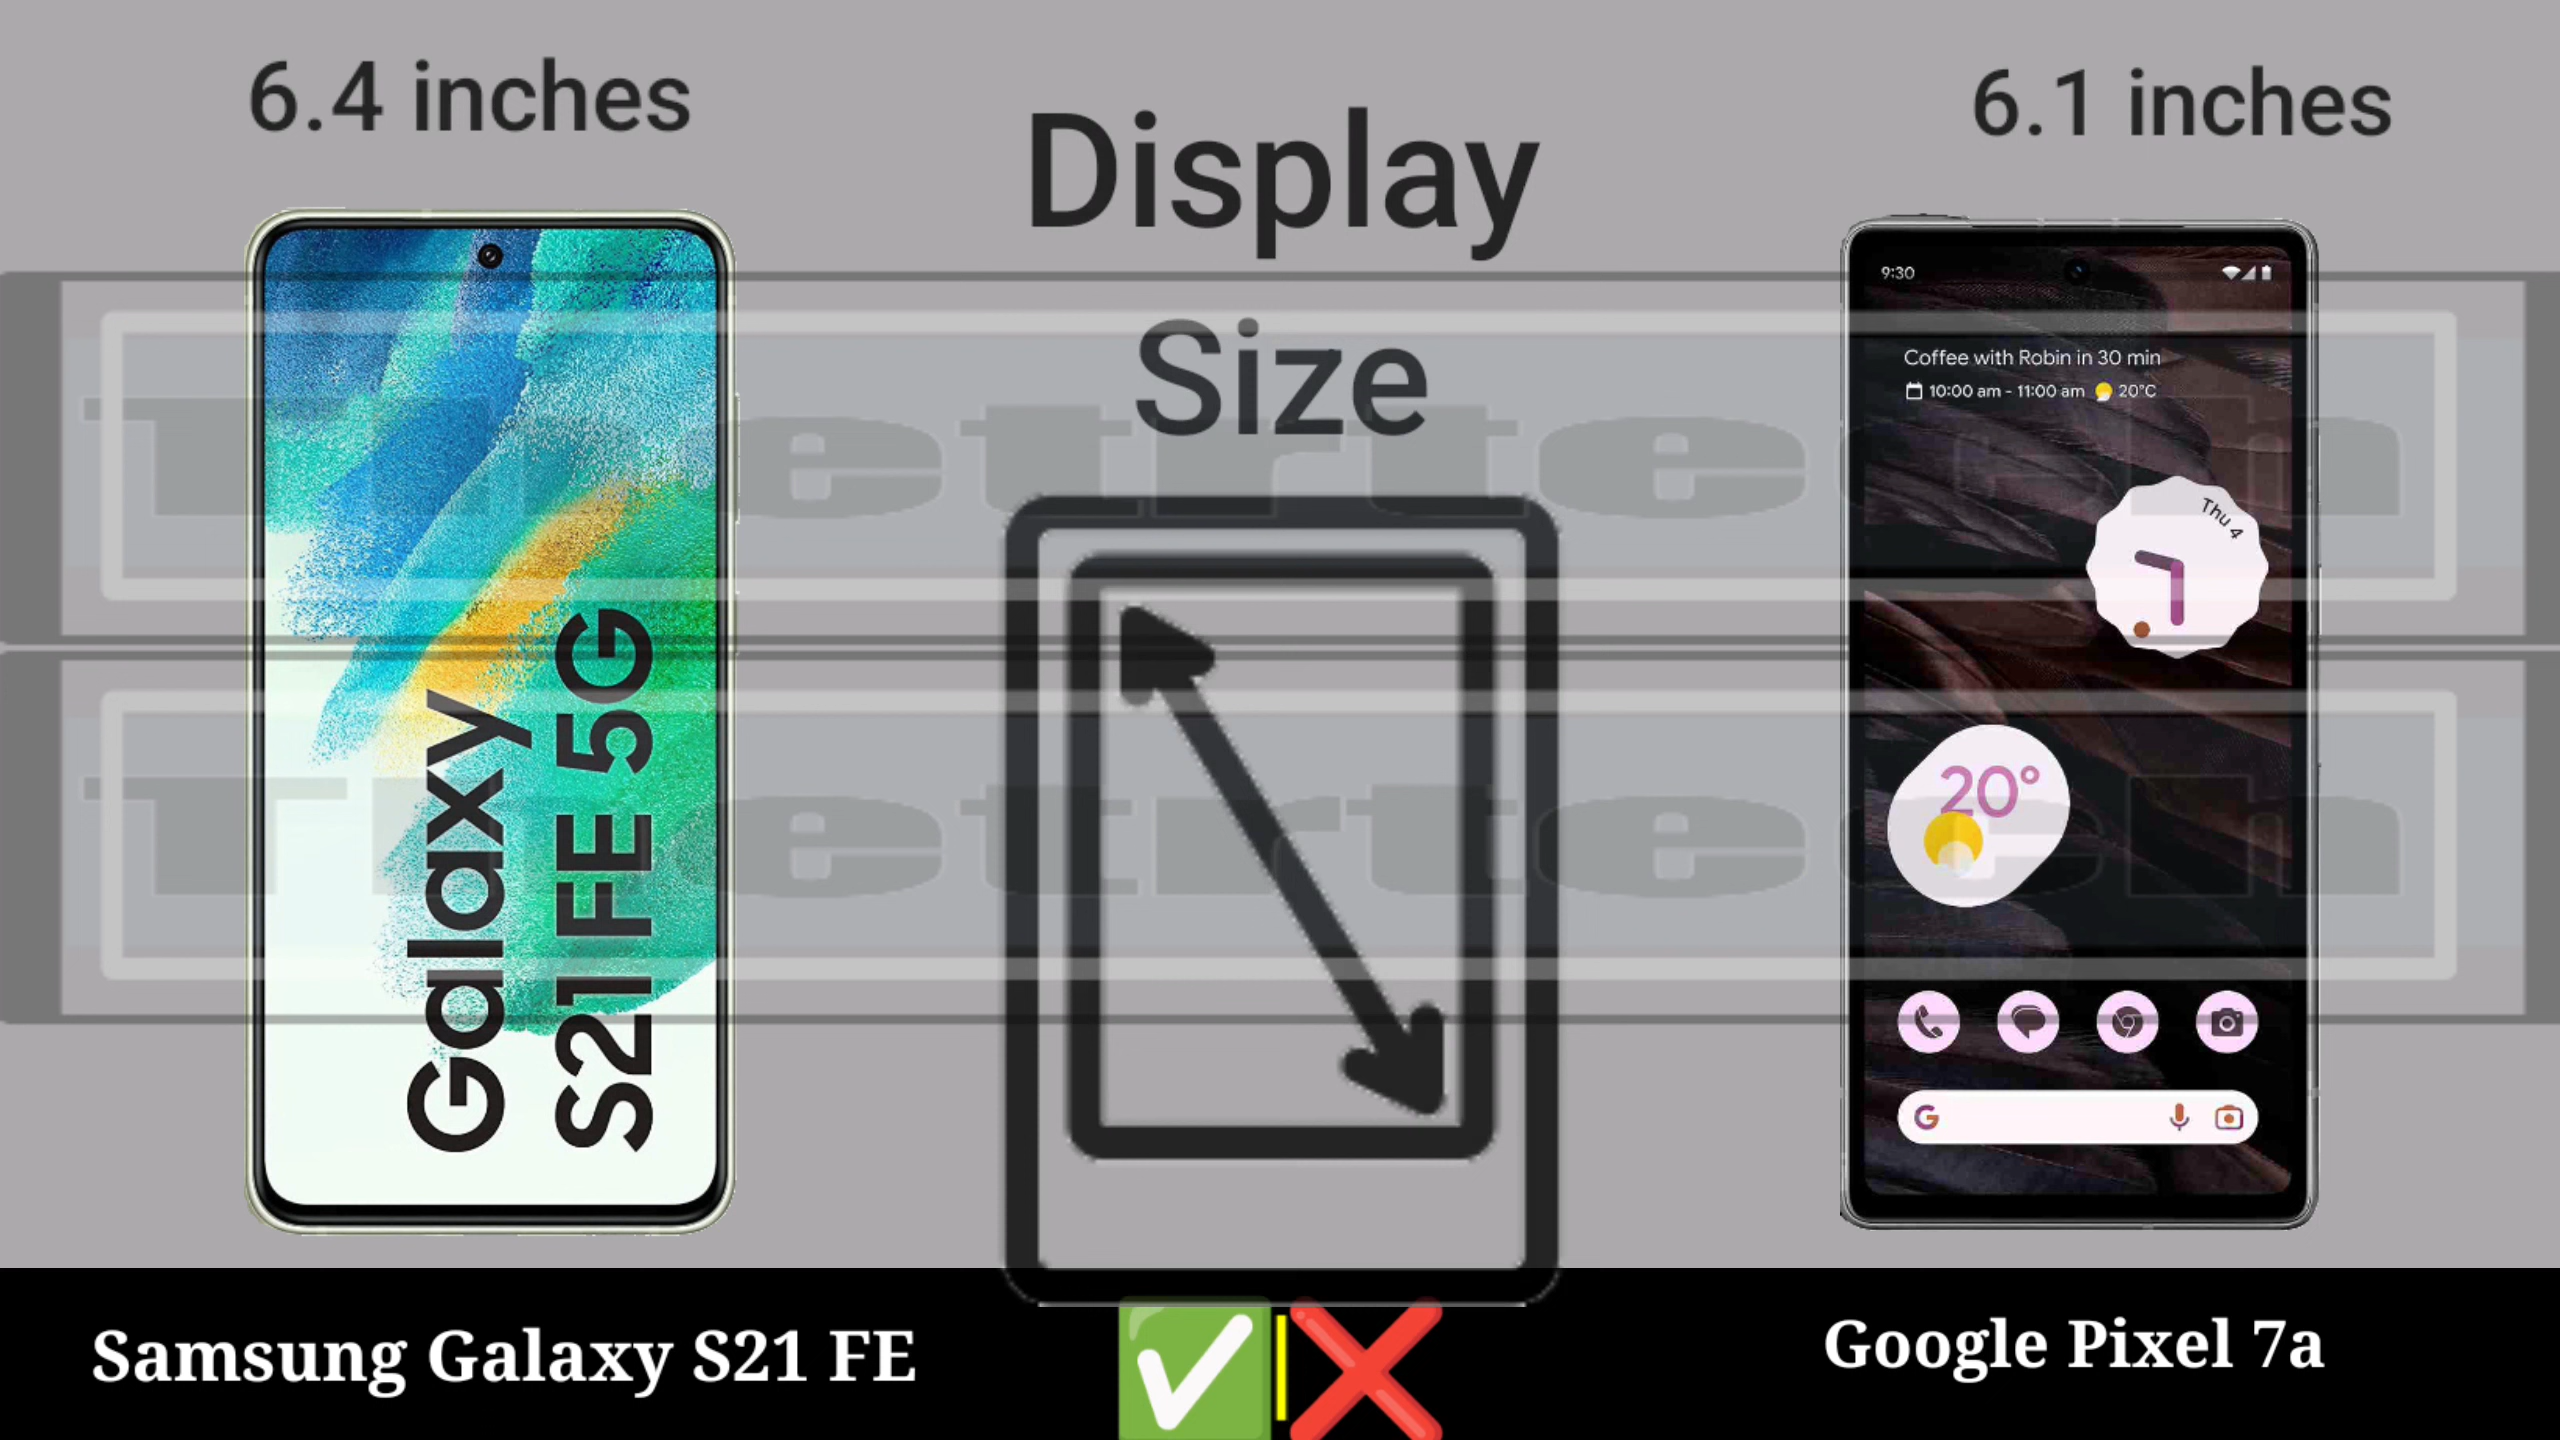 6.4 inches
Display
Size
6.1 inches
Galaxy
S21 FE 5G
9:30
Coffee with Robin in 30 min
10:00 am - 11:00 am 20°C
Thu 4
20°
G
Samsung Galaxy S21 FE
Google Pixel 7a